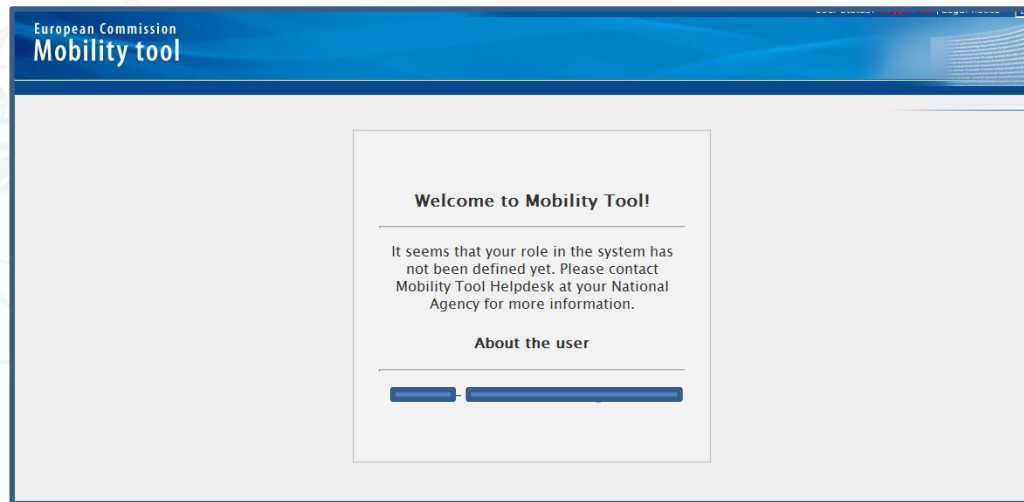 European Commission
Mobility tool
Welcome to Mobility Tool!
It seems that your role in the system has
not been defined yet. Please contact
Mobility Tool Helpdesk at your National
Agency for more information.
About the user